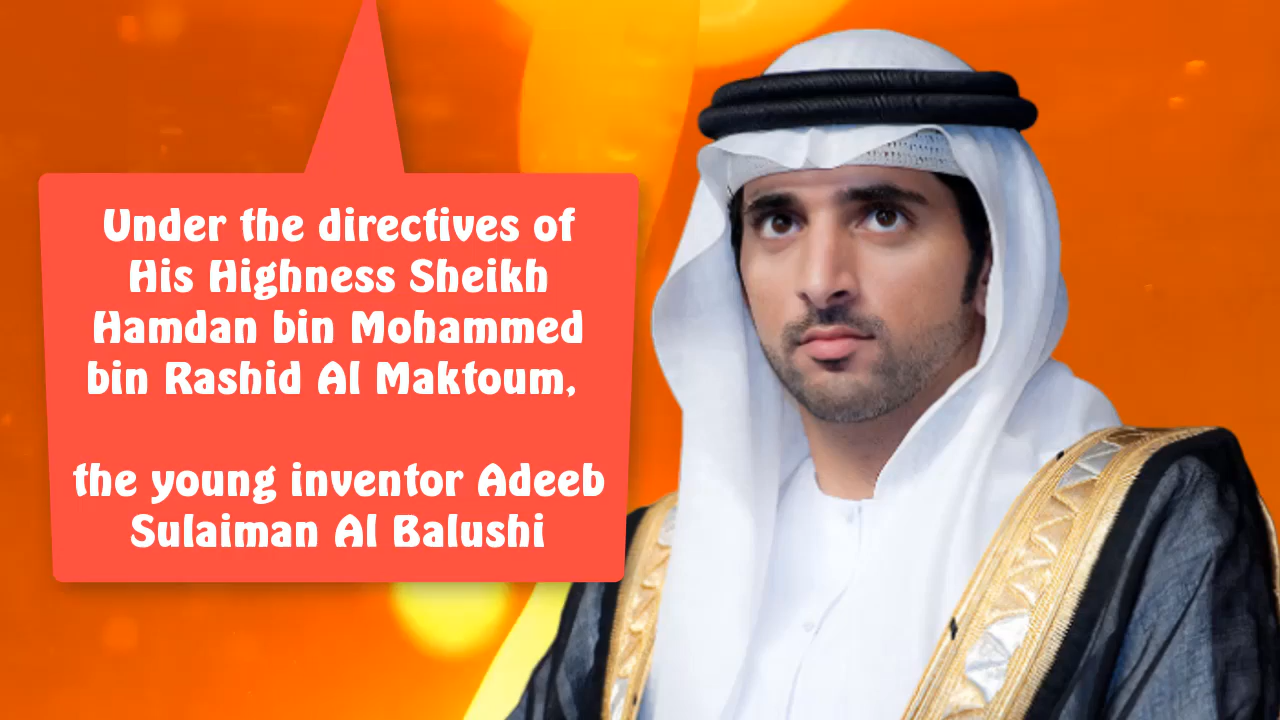 Under the directives of
His Highness Sheikh
Hamdan bin Mohammed
bin Rashid Al Maktoum,
the young inventor Adeeb
Sulaiman Al Balushi